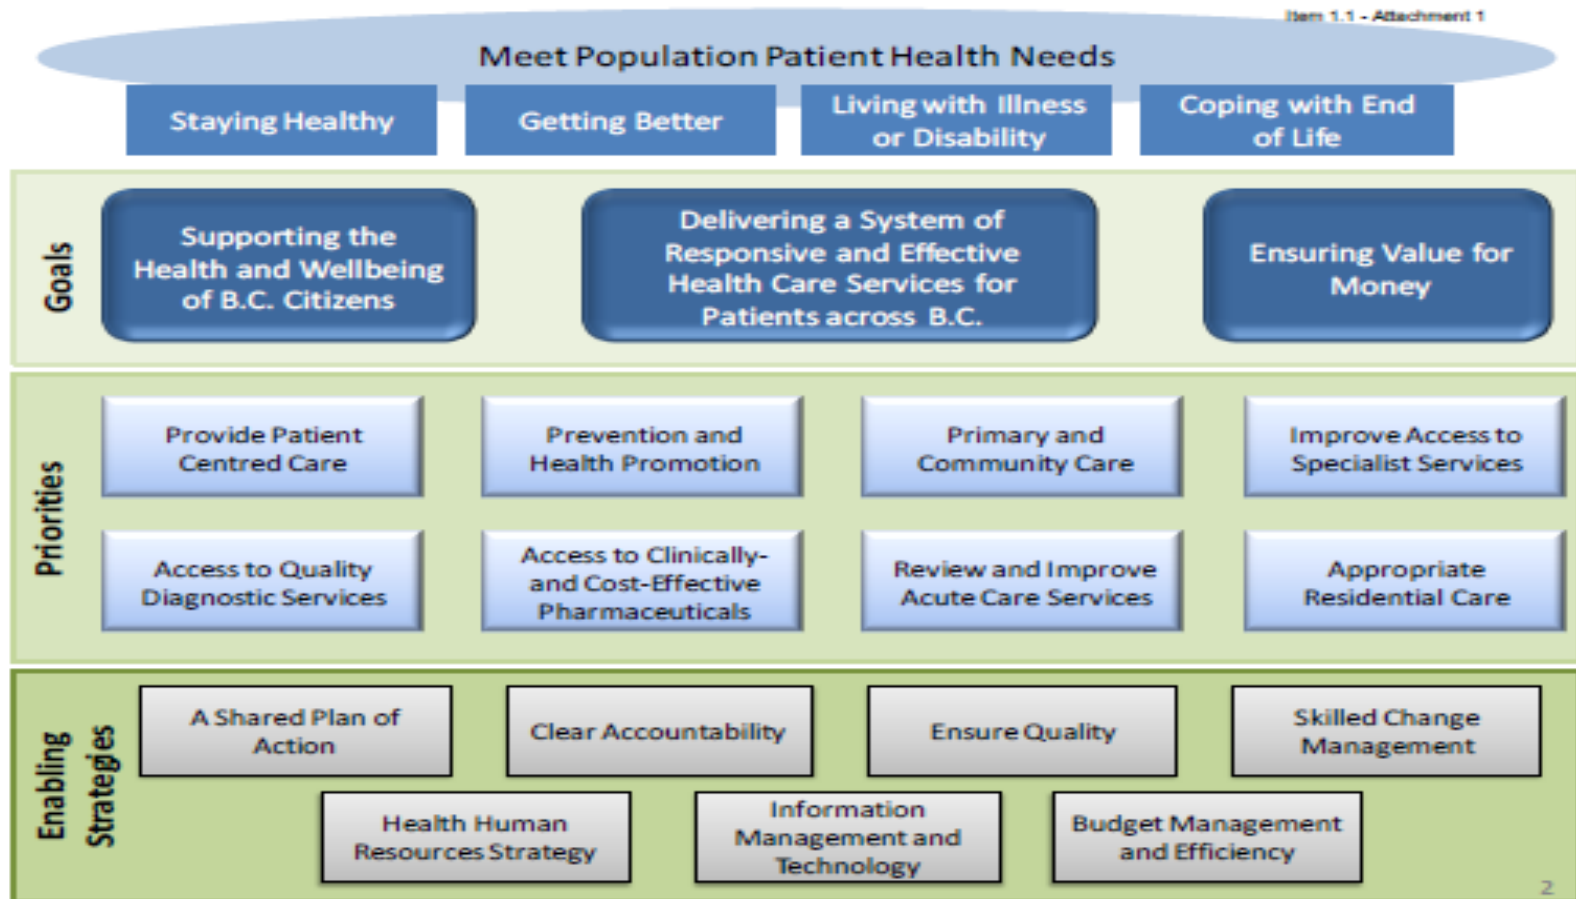 Item 1.1 - Attachment 1
Meet Population Patient Health Needs
Staying Healthy
Getting Better
Living with Illness
or Disability
Coping with End
of Life
Goals
Supporting the
Health and Wellbeing
of B.C. Citizens
Delivering a System of
Responsive and Effective
Health Care Services for
Patients across B.C.
Ensuring Value for
Money
Priorities
Provide Patient
Centred Care
Prevention and
Health Promotion
Primary and
Community Care
Improve Access to
Specialist Services
Access to Quality
Diagnostic Services
Access to Clinically-
and Cost-Effective
Pharmaceuticals
Review and Improve
Acute Care Services
Appropriate
Residential Care
Enabling
Strategies
A Shared Plan of
Action
Clear Accountability
Ensure Quality
Skilled Change
Management
Health Human
Resources Strategy
Information
Management and
Technology
Budget Management
and Efficiency
2